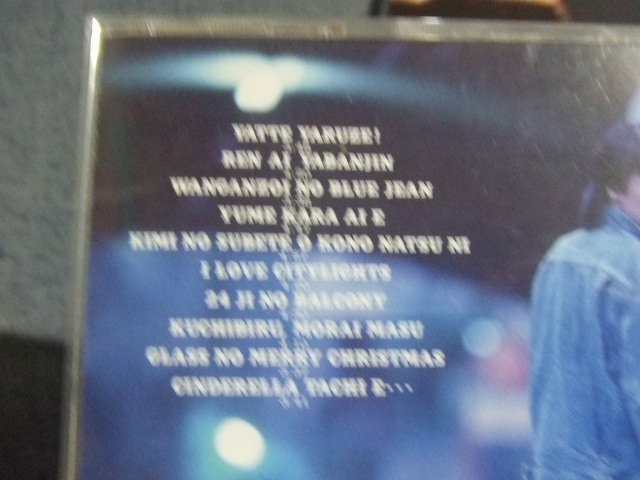 YATTE YARUZE!
REN AI YABANJIN
WANGANZOI NO BLUE JEAN
YUME KARA AI E
KIMI NO SUBETE O KONO NATSU NI
I LOVE CITYLIGHTS
24 JI NO BALCONY
KUCHIBIRU MORAI MASU
GLASS NO MERRY CHRISTMAS
CINDERELLA TACHI E···